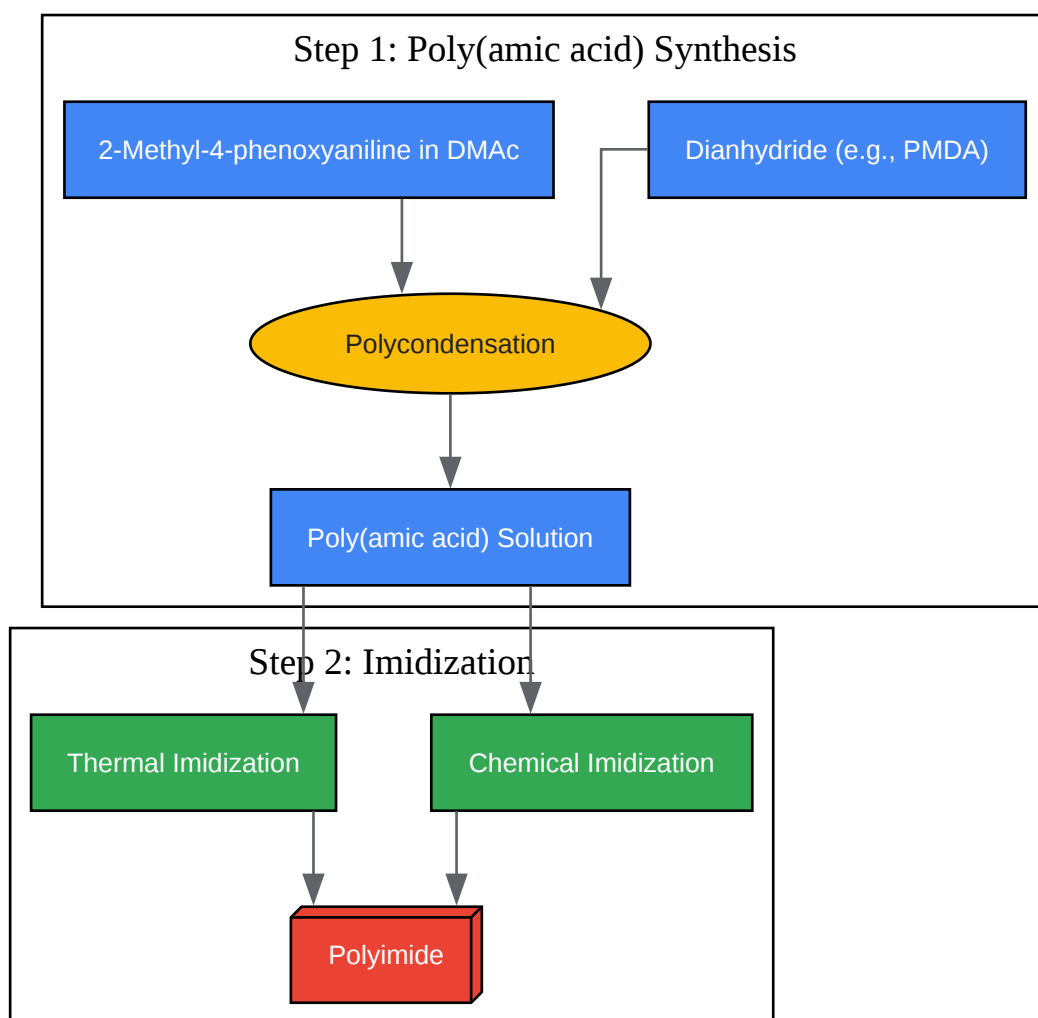 Step 1: Poly(amic acid) Synthesis
2-Methyl-4-phenoxyaniline in DMAc
Dianhydride (e.g., PMDA)
Polycondensation
Poly(amic acid) Solution
Step 2: Imidization
Thermal Imidization
Chemical Imidization
Polyimide